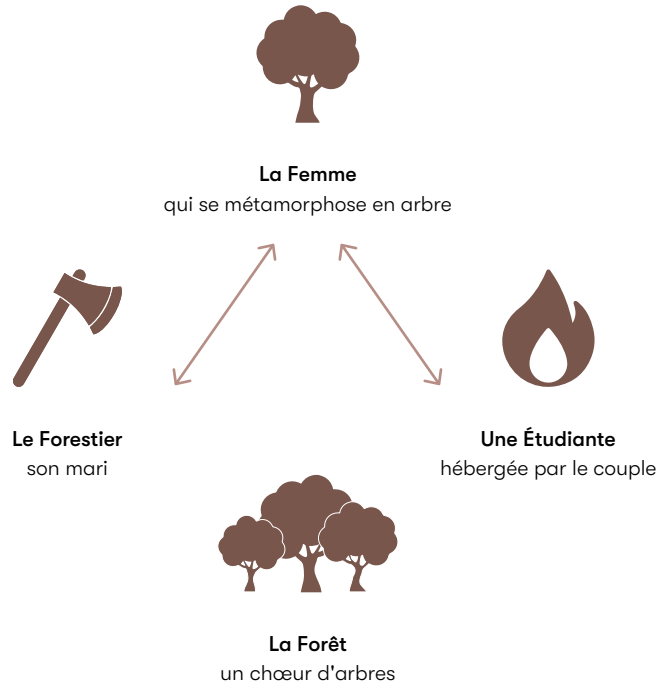 La Femme
qui se métamorphose en arbre
Le Forestier
son mari
Une Étudiante
hébergée par le couple
La Forêt
un chœur d'arbres